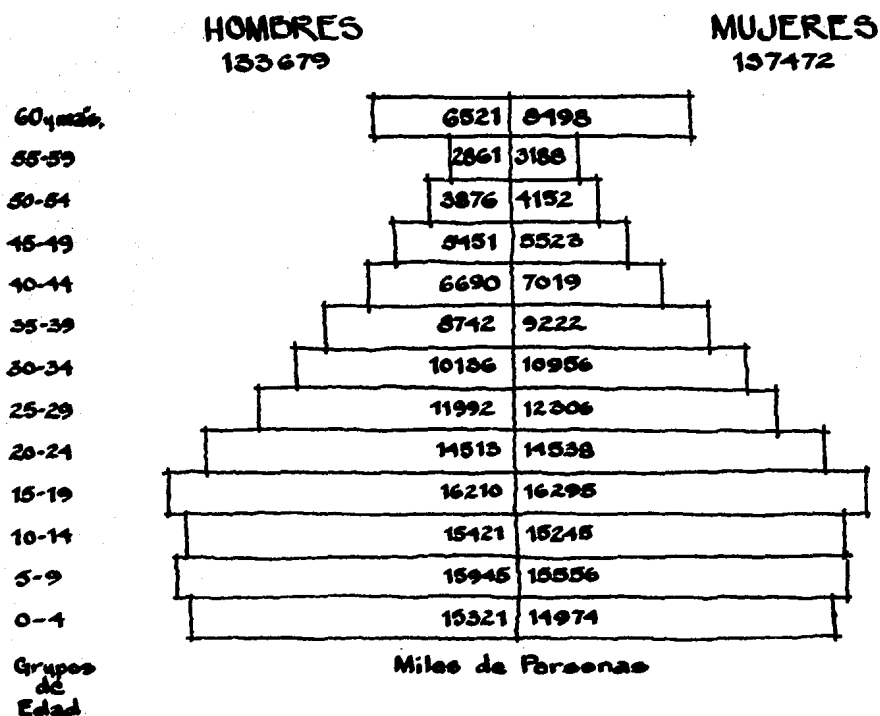 HOMBRES MUJERES
133679 137472
60 y más. 6521 8498
55-59 2861 3188
50-54 3876 4152
45-49 5451 5523
40-44 6690 7019
35-39 8742 9222
30-34 10136 10956
25-29 11992 12306
20-24 14513 14538
15-19 16210 16295
10-14 15421 15245
5-9 15945 15556
0-4 15321 14974
Grupos Miles de Personas
de
Edad